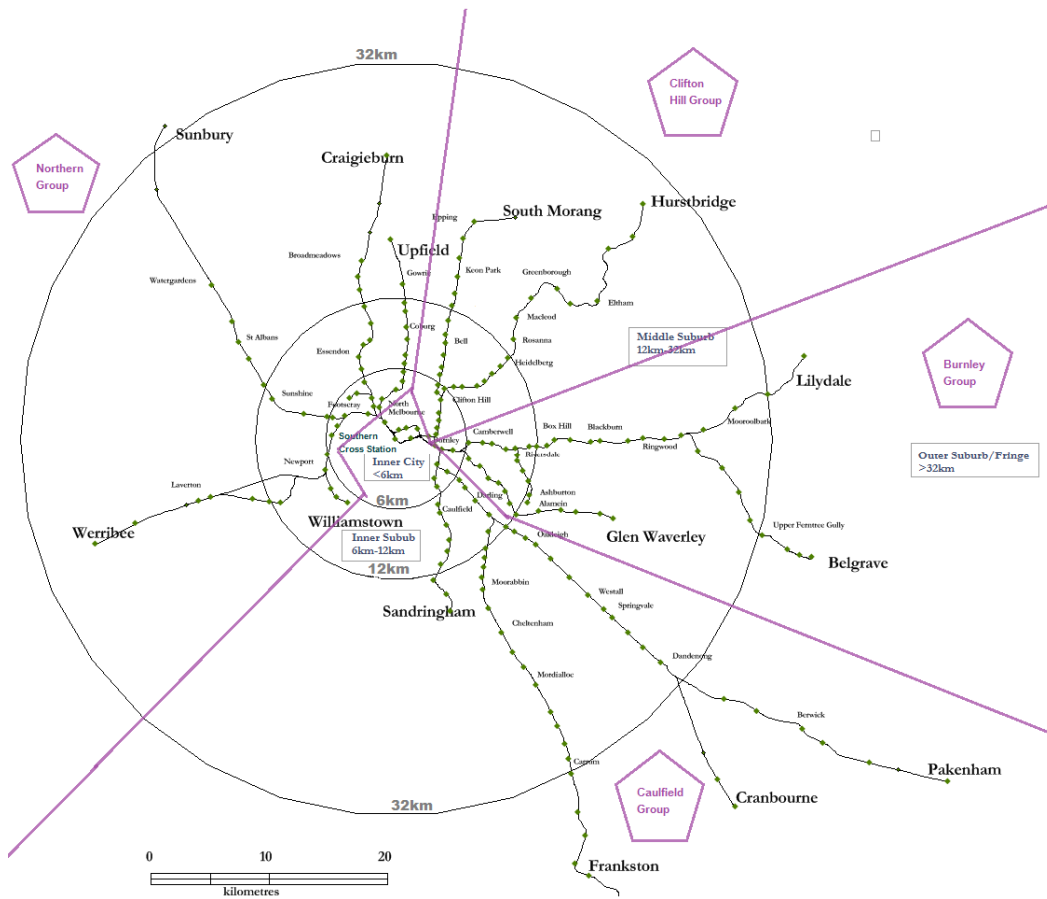 32km
Clifton
Hill Group
Sunbury
Craigieburn
Northern
Group
Hurstbridge
South Morang
Epping
Upfield
Broadmeadows
Keon Park
Greenborough
Gowrie
Watergardens
Eltham
Macleod
Coburg
Middle Suburb
12km-32km
St Albans
Bell
Rosanna
Essendon
Heidelberg
Burnley
Group
Lilydale
Sunshine
Footscray
North
Melbourne
Clifton Hill
Mooroolbark
Southern
Cross Station
Burnley
Camberwell
Box Hill
Blackburn
Ringwood
Riversdale
Inner City
<6km
Outer Suburb/Fringe
>32km
Newport
Laverton
6km
Darling
Ashburton
Alamein
Caulfield
Williamstown
Werribee
Inner Subub
6km-12km
Oakleigh
Glen Waverley
Upper Ferntree Gully
Belgrave
12km
Moorabbin
Sandringham
Westall
Springvale
Cheltenham
Dandenong
Mordialloc
Berwick
Carrum
Pakenham
Caulfield
Group
Cranbourne
32km
0
10
20
kilometres
Frankston